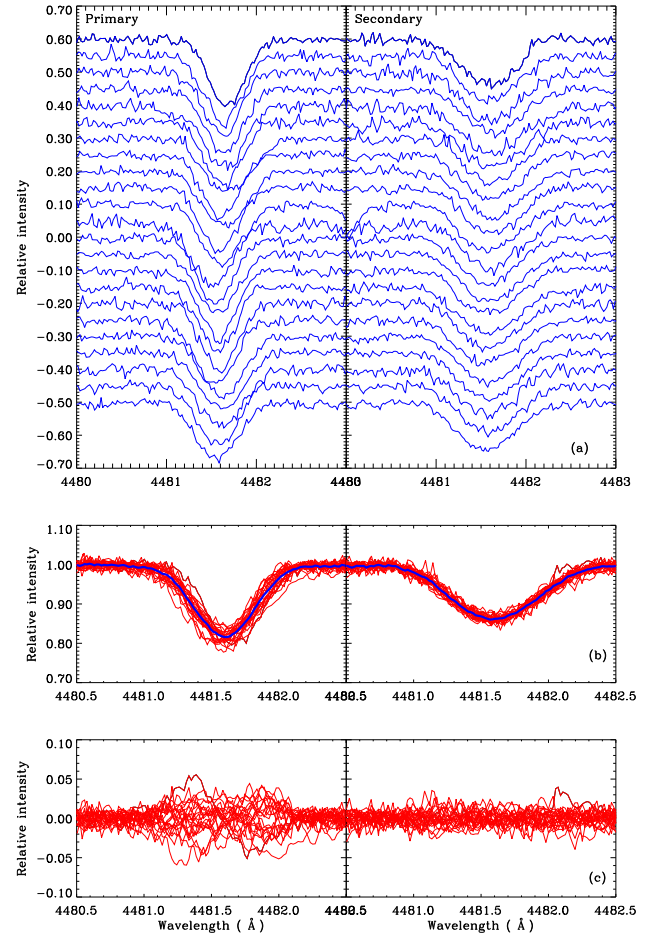 Primary
Secondary
0.70
0.60
0.50
0.40
0.30
0.20
0.10
0.00
−0.10
−0.20
−0.30
−0.40
−0.50
−0.60
−0.70
Relative intensity
(a)
4480 4481 4482 4483
4480 4481 4482 4483
1.10
1.00
0.90
0.80
0.70
Relative intensity
(b)
4480.5 4481.0 4481.5 4482.0 4482.5
4480.5 4481.0 4481.5 4482.0 4482.5
0.10
0.05
0.00
−0.05
−0.10
Relative intensity
(c)
4480.5 4481.0 4481.5 4482.0 4482.5
4480.5 4481.0 4481.5 4482.0 4482.5
Wavelength ( Å)
Wavelength ( Å)